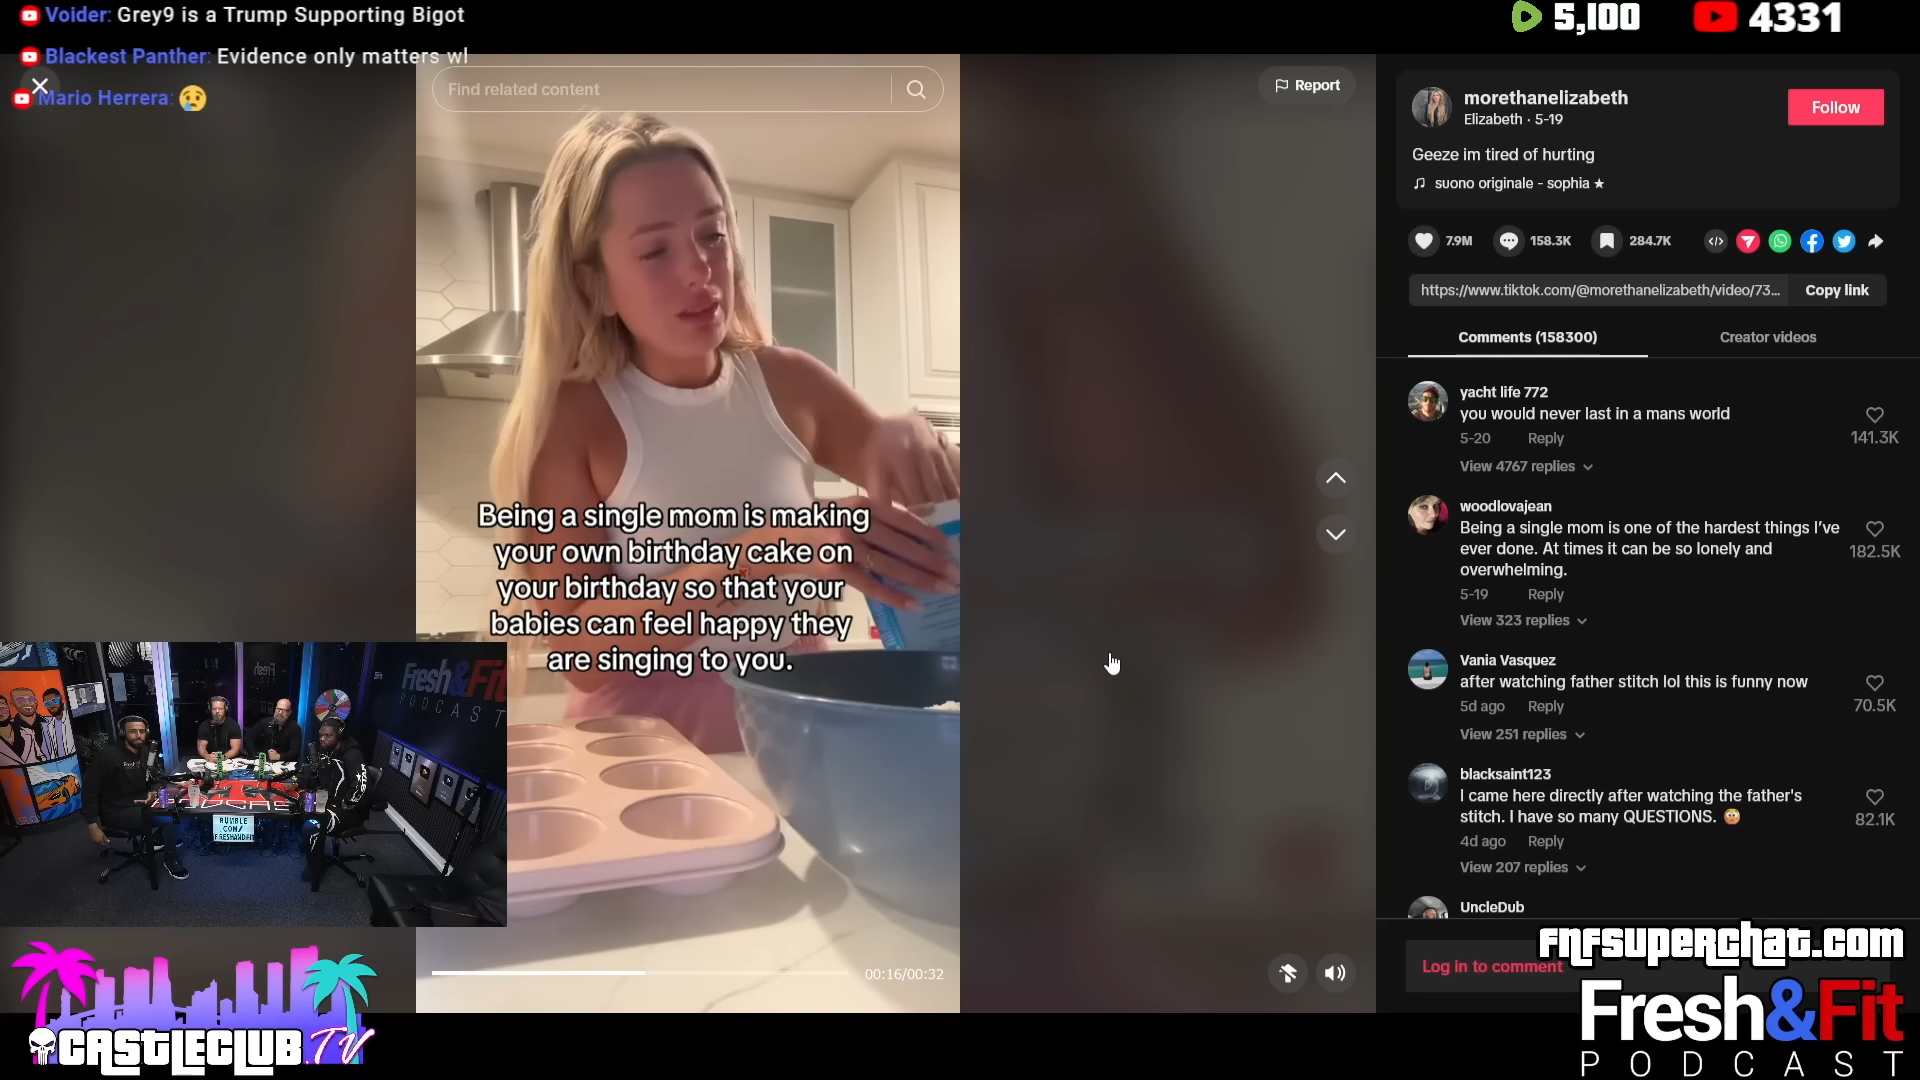 Voider: Grey9 is a Trump Supporting Bigot
Blackest Panther: Evidence only matters wl
Mario Herrera: 😢
5,100
4331
Find related content
Report
morethanelizabeth
Elizabeth · 5-19
Follow
Geeze im tired of hurting
suono originale - sophia ★
7.9M
158.3K
284.7K
https://www.tiktok.com/@morethanelizabeth/video/73...
Copy link
Comments (158300)
Creator videos
yacht life 772
you would never last in a mans world
5-20 Reply
141.3K
View 4767 replies
woodlovajean
Being a single mom is one of the hardest things I've
ever done. At times it can be so lonely and
overwhelming.
182.5K
5-19 Reply
View 323 replies
Vania Vasquez
after watching father stitch lol this is funny now
5d ago Reply
70.5K
View 251 replies
blacksaint123
I came here directly after watching the father's
stitch. I have so many QUESTIONS. 🥴
82.1K
4d ago Reply
View 207 replies
UncleDub
Log in to comment
Being a single mom is making
your own birthday cake on
your birthday so that your
babies can feel happy they
are singing to you.
00:16/00:32
Fresh&Fit
PODCAST
RUMBLE
.COM/
FRESHANDFIT
CASTLECLUB.TV
FNFSUPERCHAT.COM
Fresh&Fit
PODCAST